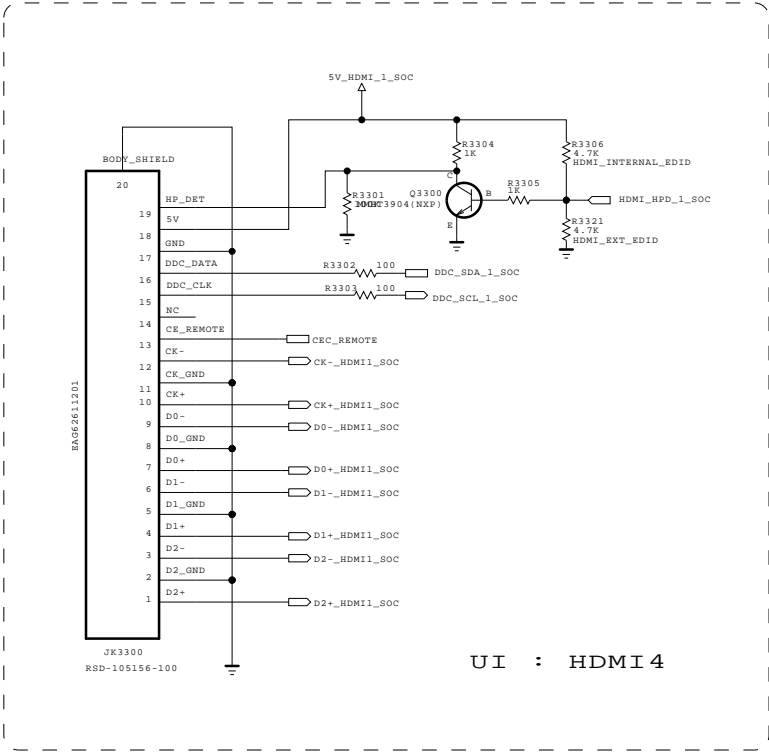 5V_HDMI_1_SOC
R3304
1K
R3306
4.7K
HDMI_INTERNAL_EDID
BODY_SHIELD
20
C
Q3300
MMBT3904(NXP)
R3301
B
R3305
1K
HDMI_HPD_1_SOC
E
R3321
4.7K
HDMI_EXT_EDID
HP_DET
19
5V
18
GND
17
DDC_DATA
R3302 100
DDC_SDA_1_SOC
16
DDC_CLK
R3303 100
DDC_SCL_1_SOC
15
NC
14
CE_REMOTE
CEC_REMOTE
13
CK-
CK-_HDMI1_SOC
12
CK_GND
11
CK+
CK+_HDMI1_SOC
10
D0-
D0-_HDMI1_SOC
9
D0_GND
8
D0+
D0+_HDMI1_SOC
7
D1-
D1-_HDMI1_SOC
6
D1_GND
5
D1+
D1+_HDMI1_SOC
4
D2-
D2-_HDMI1_SOC
3
D2_GND
2
D2+
D2+_HDMI1_SOC
1
EAG62611201
JK3300
RSD-105156-100
UI : HDMI4